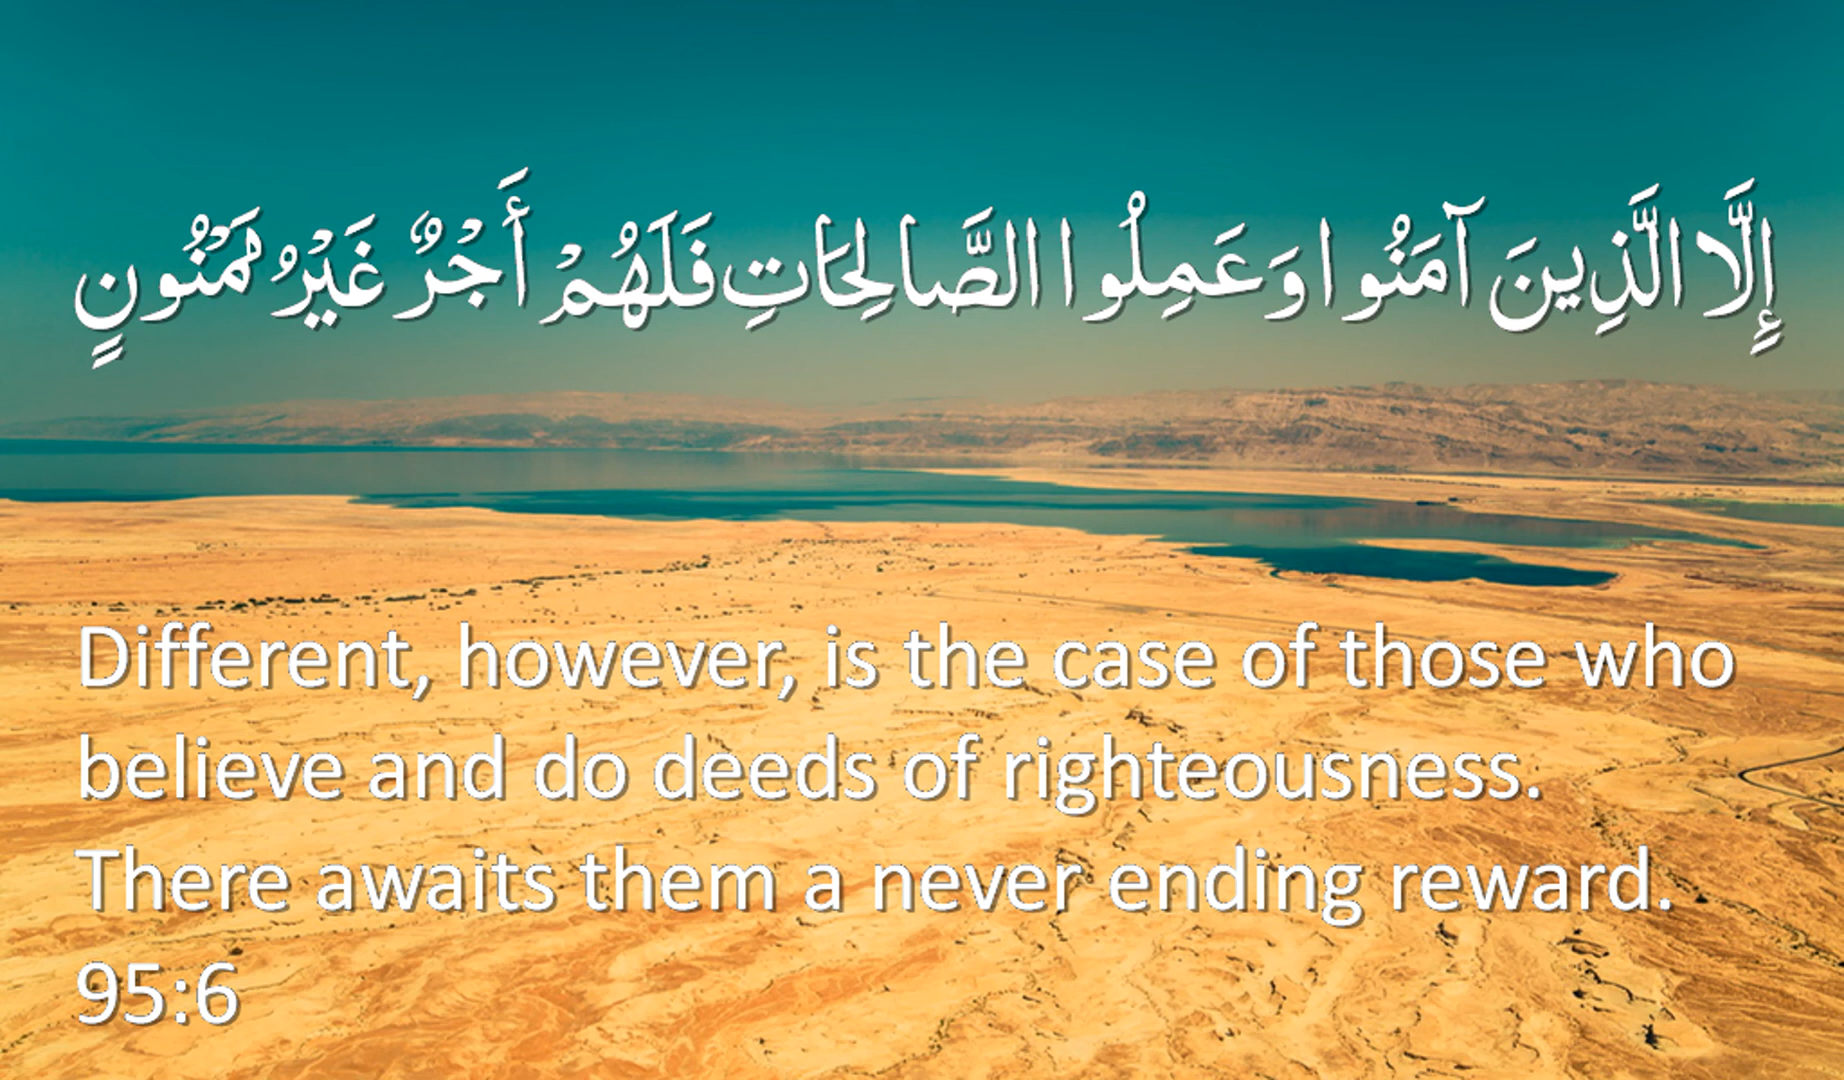 إِلَّا الَّذِينَ آمَنُوا وَعَمِلُوا الصَّالِحَاتِ فَلَهُمْ أَجْرٌ غَيْرُ مَمْنُونٍ
Different, however, is the case of those who
believe and do deeds of righteousness.
There awaits them a never ending reward.
95:6